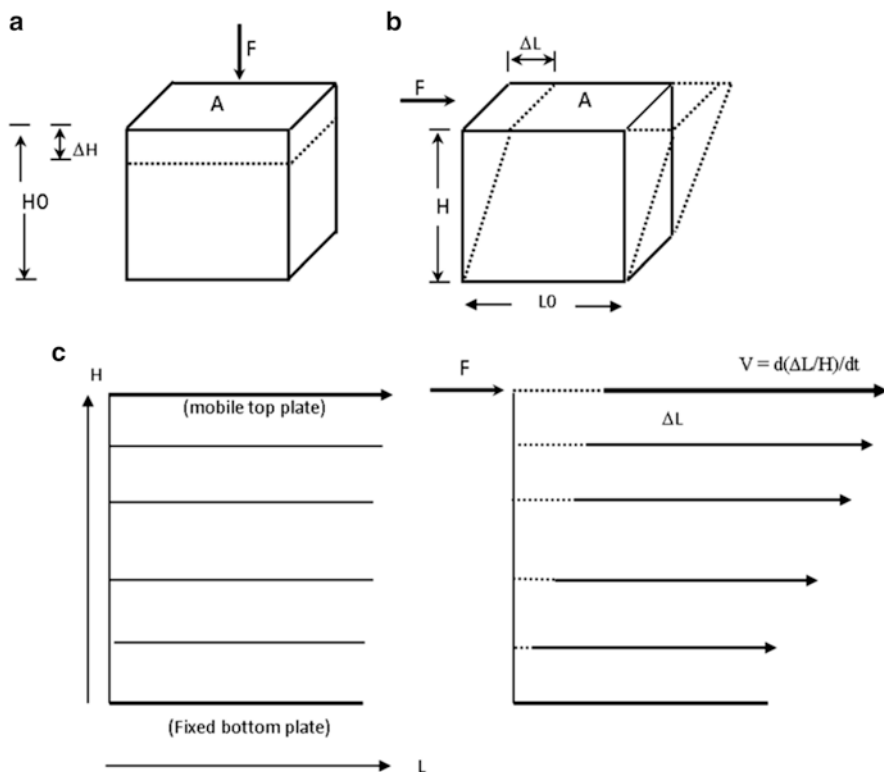 a
F
A
ΔH
H0
b
ΔL
F
A
H
L0
c
H
(mobile top plate)
(Fixed bottom plate)
L
F
V = d(ΔL/H)/dt
ΔL